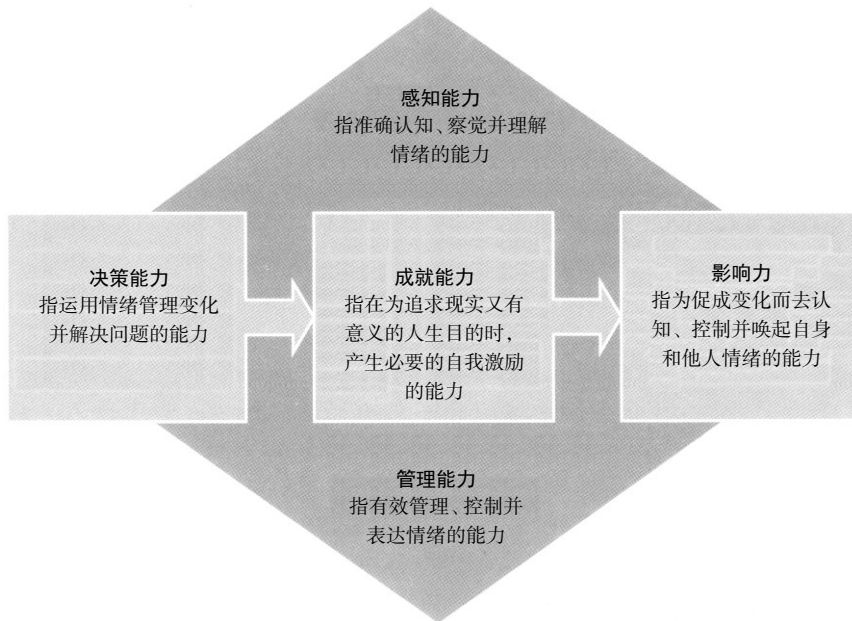 感知能力
指准确认知、察觉并理解
情绪的能力
决策能力
指运用情绪管理变化
并解决问题的能力
成就能力
指在为追求现实又有
意义的人生目的时，
产生必要的自我激励
的能力
影响力
指为促成变化而去认
知、控制并唤起自身
和他人情绪的能力
管理能力
指有效管理、控制并
表达情绪的能力